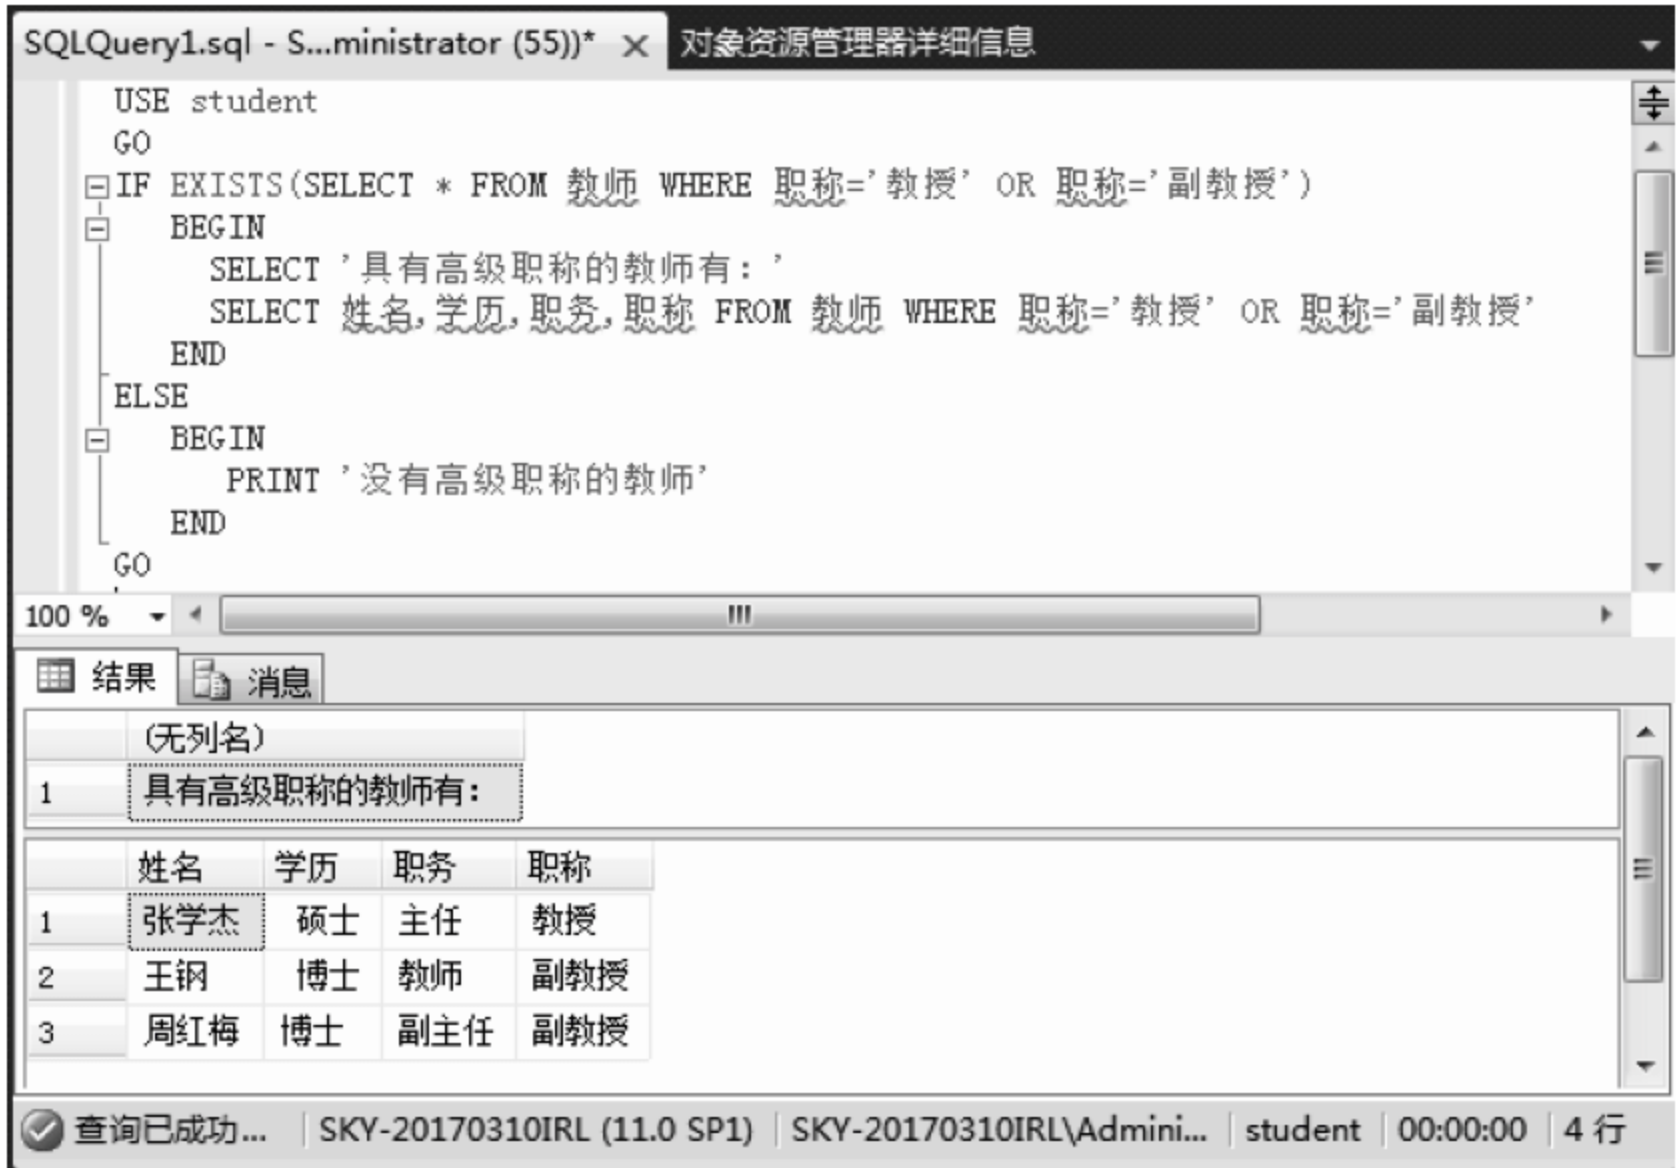 SQLQuery1.sql - S...ministrator (55))* 对象资源管理器详细信息
USE student
GO
IF EXISTS(SELECT * FROM 教师 WHERE 职称='教授' OR 职称='副教授')
BEGIN
SELECT '具有高级职称的教师有：'
SELECT 姓名,学历,职务,职称 FROM 教师 WHERE 职称='教授' OR 职称='副教授'
END
ELSE
BEGIN
PRINT '没有高级职称的教师'
END
GO
100 %
结果 消息
(无列名)
1 具有高级职称的教师有：
姓名 学历 职务 职称
1 张学杰 硕士 主任 教授
2 王钢 博士 教师 副教授
3 周红梅 博士 副主任 副教授
查询已成功... SKY-20170310IRL (11.0 SP1) SKY-20170310IRL\Admini... student 00:00:00 4 行